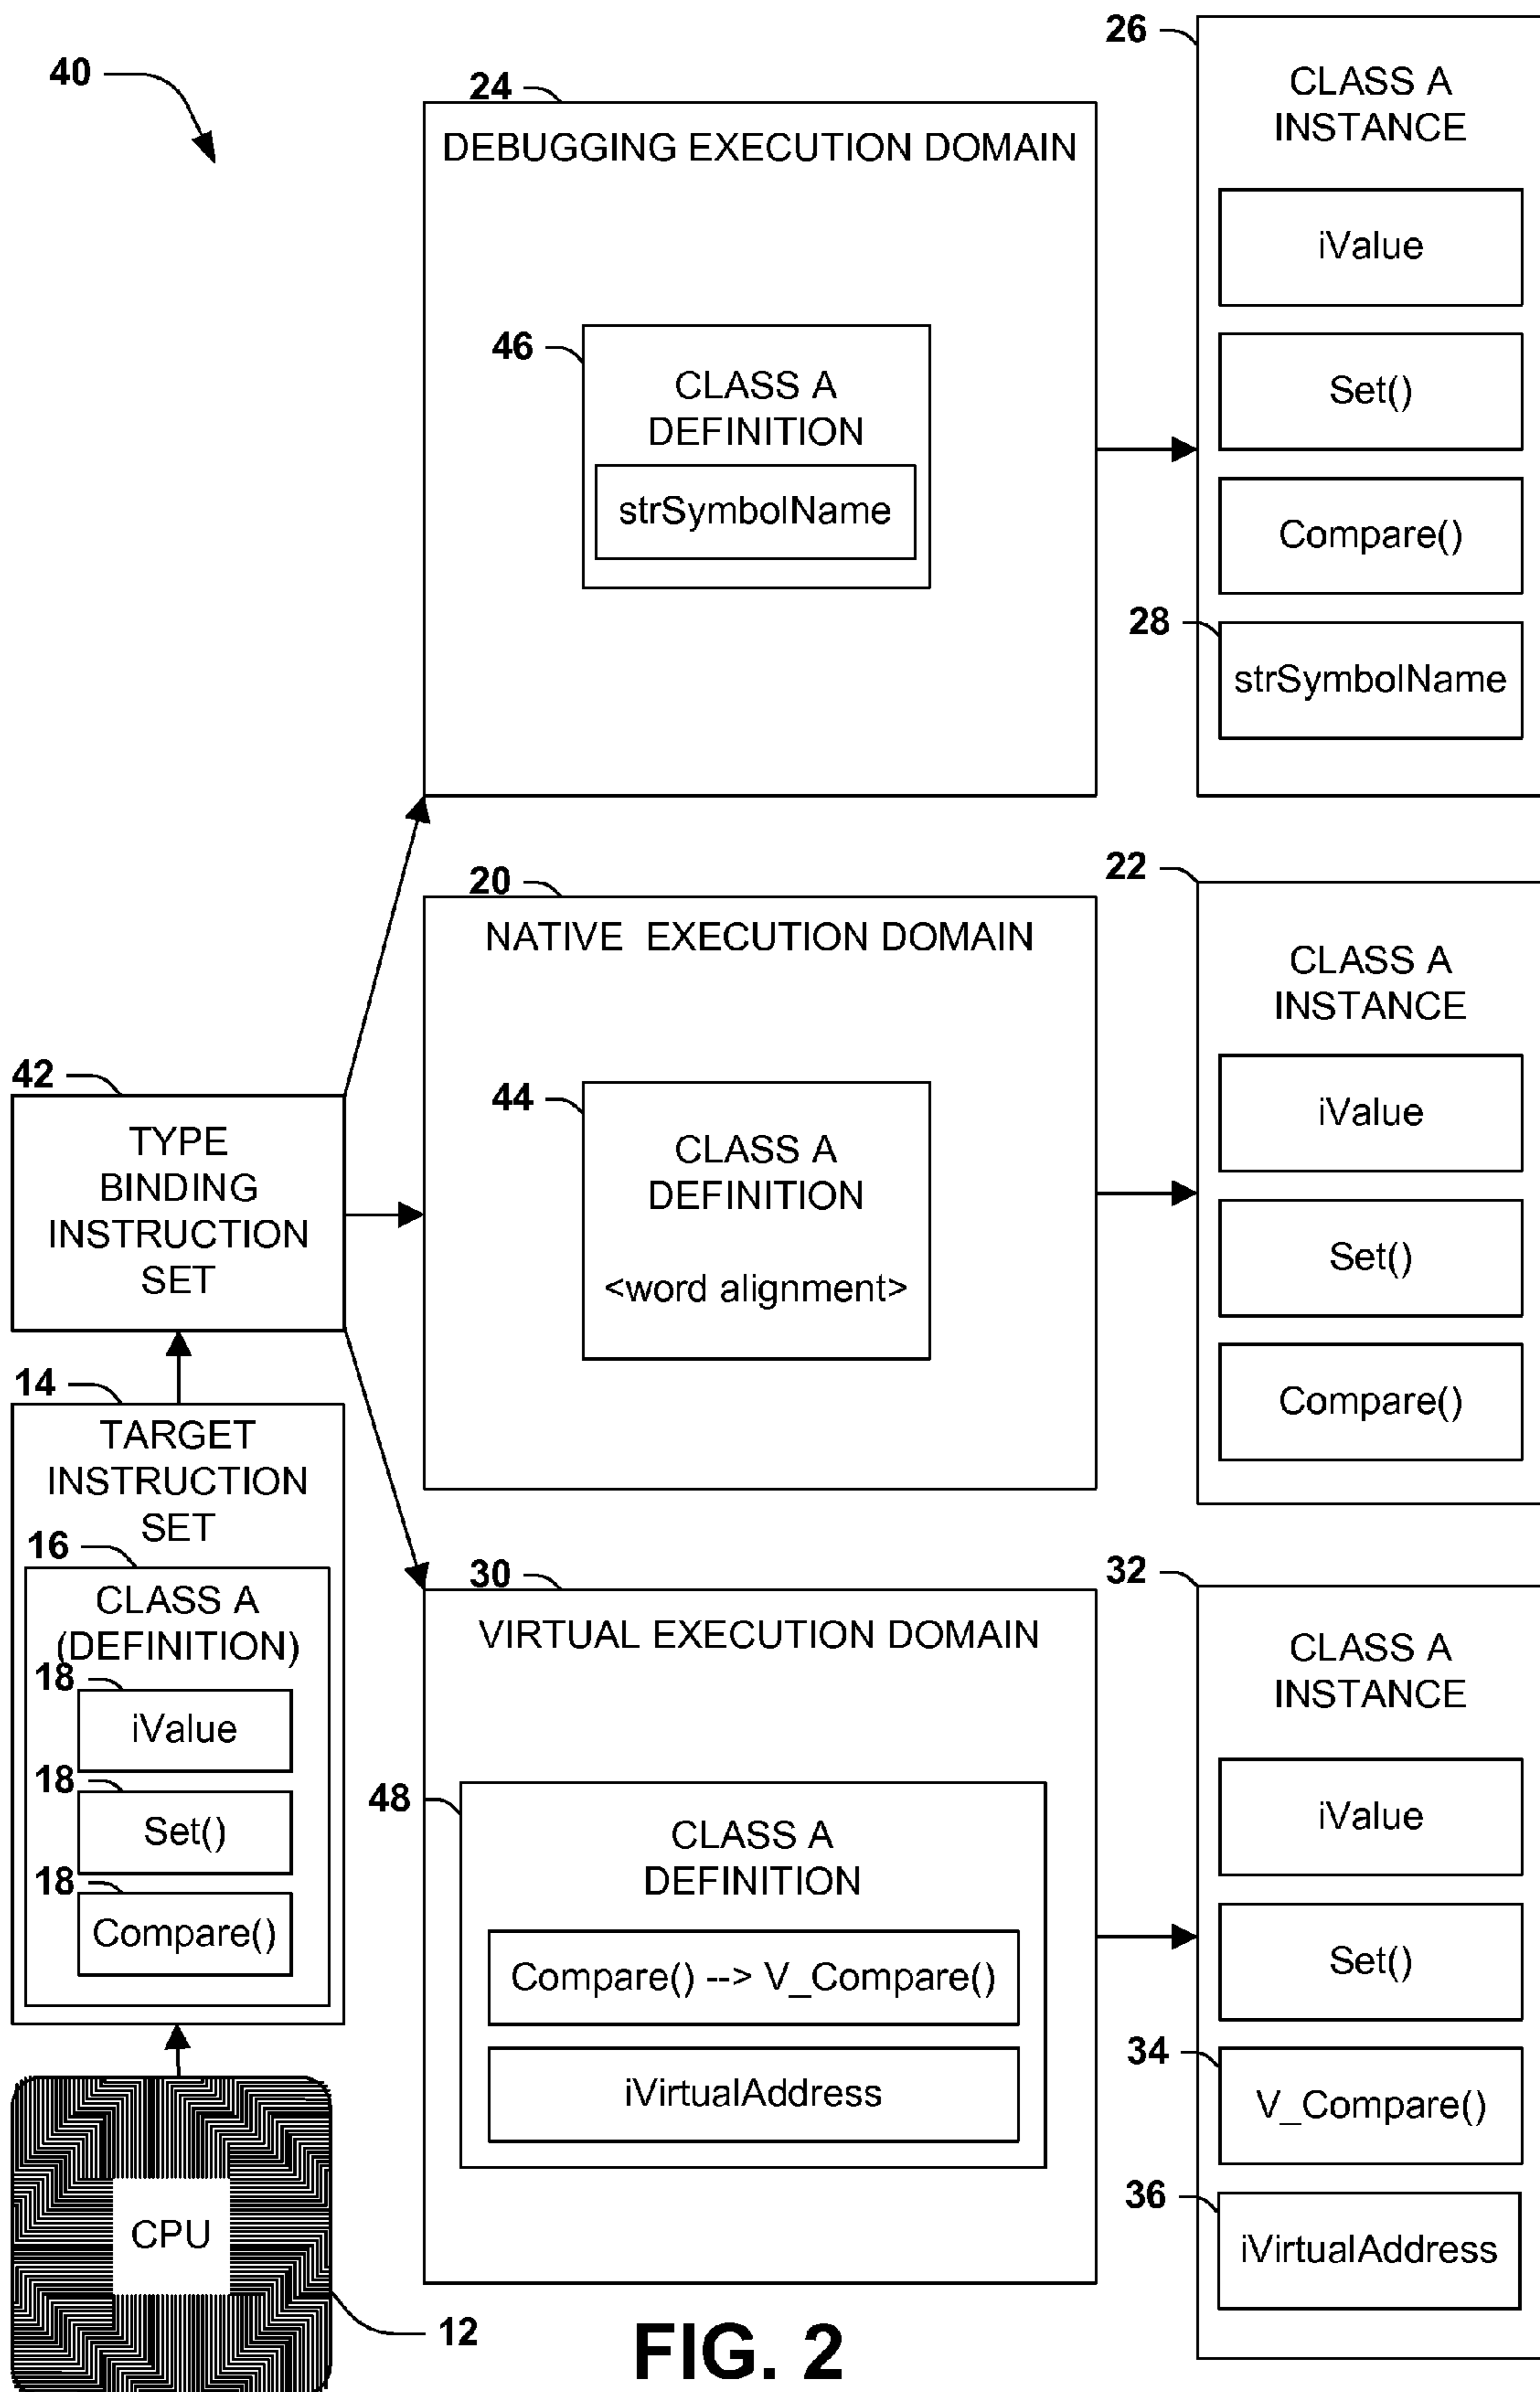 40
24
DEBUGGING EXECUTION DOMAIN
46
CLASS A
DEFINITION
strSymbolName
26
CLASS A
INSTANCE
iValue
Set()
Compare()
28
strSymbolName
20
NATIVE EXECUTION DOMAIN
44
CLASS A
DEFINITION
<word alignment>
22
CLASS A
INSTANCE
iValue
Set()
Compare()
42
TYPE
BINDING
INSTRUCTION
SET
14
TARGET
INSTRUCTION
SET
16
CLASS A
(DEFINITION)
18
iValue
18
Set()
18
Compare()
CPU
12
30
VIRTUAL EXECUTION DOMAIN
48
CLASS A
DEFINITION
Compare() --> V_Compare()
iVirtualAddress
32
CLASS A
INSTANCE
iValue
Set()
34
V_Compare()
36
iVirtualAddress
FIG. 2